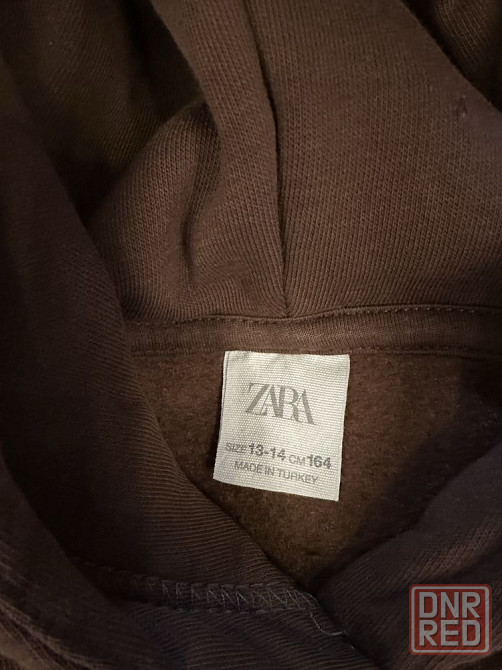 ZARA
SIZE 13-14 CM 164
MADE IN TURKEY
DNR
RED